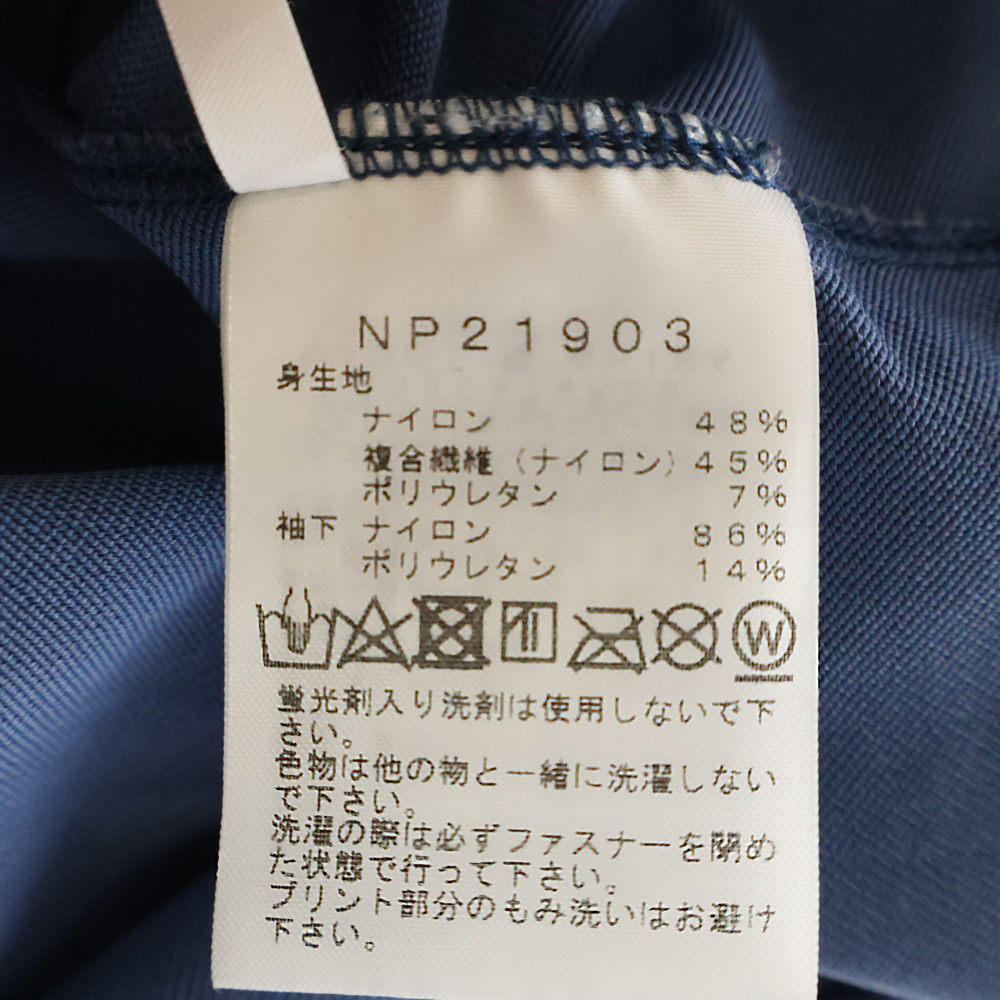 NP21903
身生地
ナイロン 48%
複合繊維（ナイロン）45%
ポリウレタン 7%
袖下 ナイロン 86%
ポリウレタン 14%
W
蛍光剤入り洗剤は使用しないで下
さい。
色物は他の物と一緒に洗濯しない
で下さい。
洗濯の際は必ずファスナーを閉め
た状態で行って下さい。
プリント部分のもみ洗いはお避け
下さい。